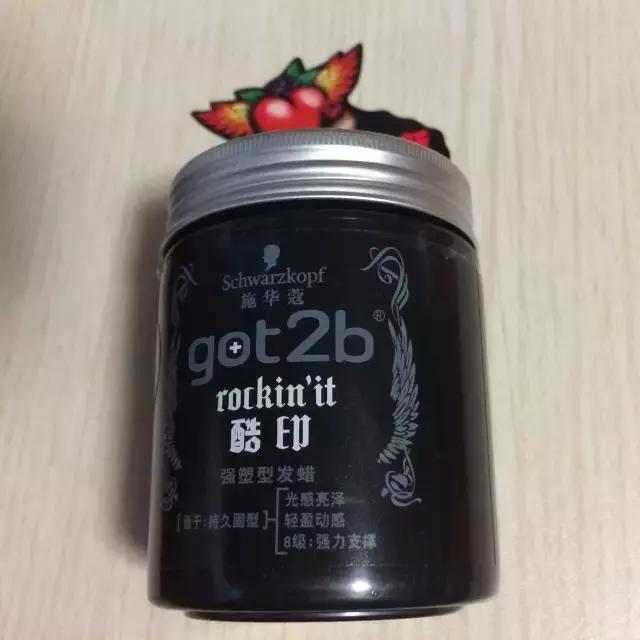 Schwarzkopf
施华蔻
got2b®
rockin'it
酷印
强塑型发蜡
光感亮泽
[适于:持久固型] 轻盈动感
8级:强力支撑